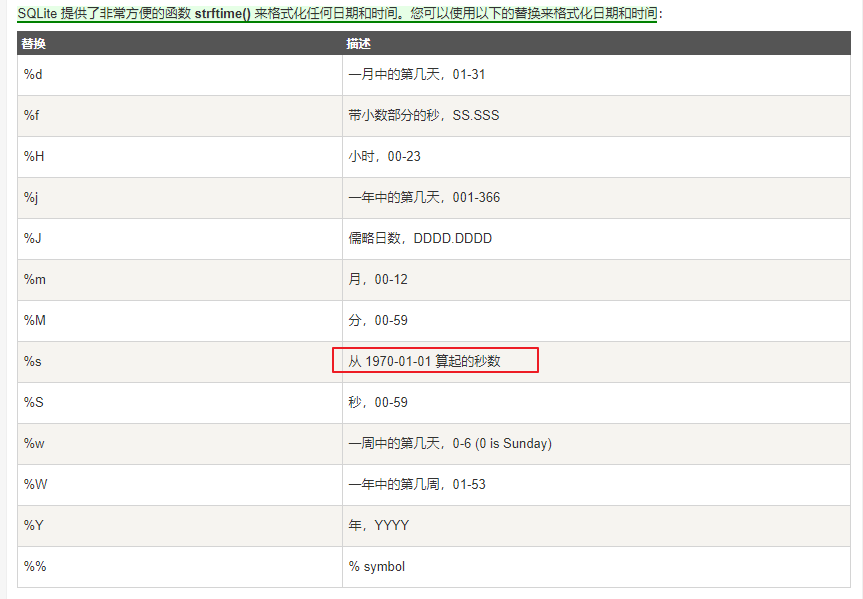 SQLite 提供了非常方便的函数 strftime() 来格式化任何日期和时间。您可以使用以下的替换来格式化日期和时间：
替换 描述
%d 一月中的第几天，01-31
%f 带小数部分的秒，SS.SSS
%H 小时，00-23
%j 一年中的第几天，001-366
%J 儒略日数，DDDD.DDDD
%m 月，00-12
%M 分，00-59
%s 从 1970-01-01 算起的秒数
%S 秒，00-59
%w 一周中的第几天，0-6 (0 is Sunday)
%W 一年中的第几周，01-53
%Y 年，YYYY
%% % symbol